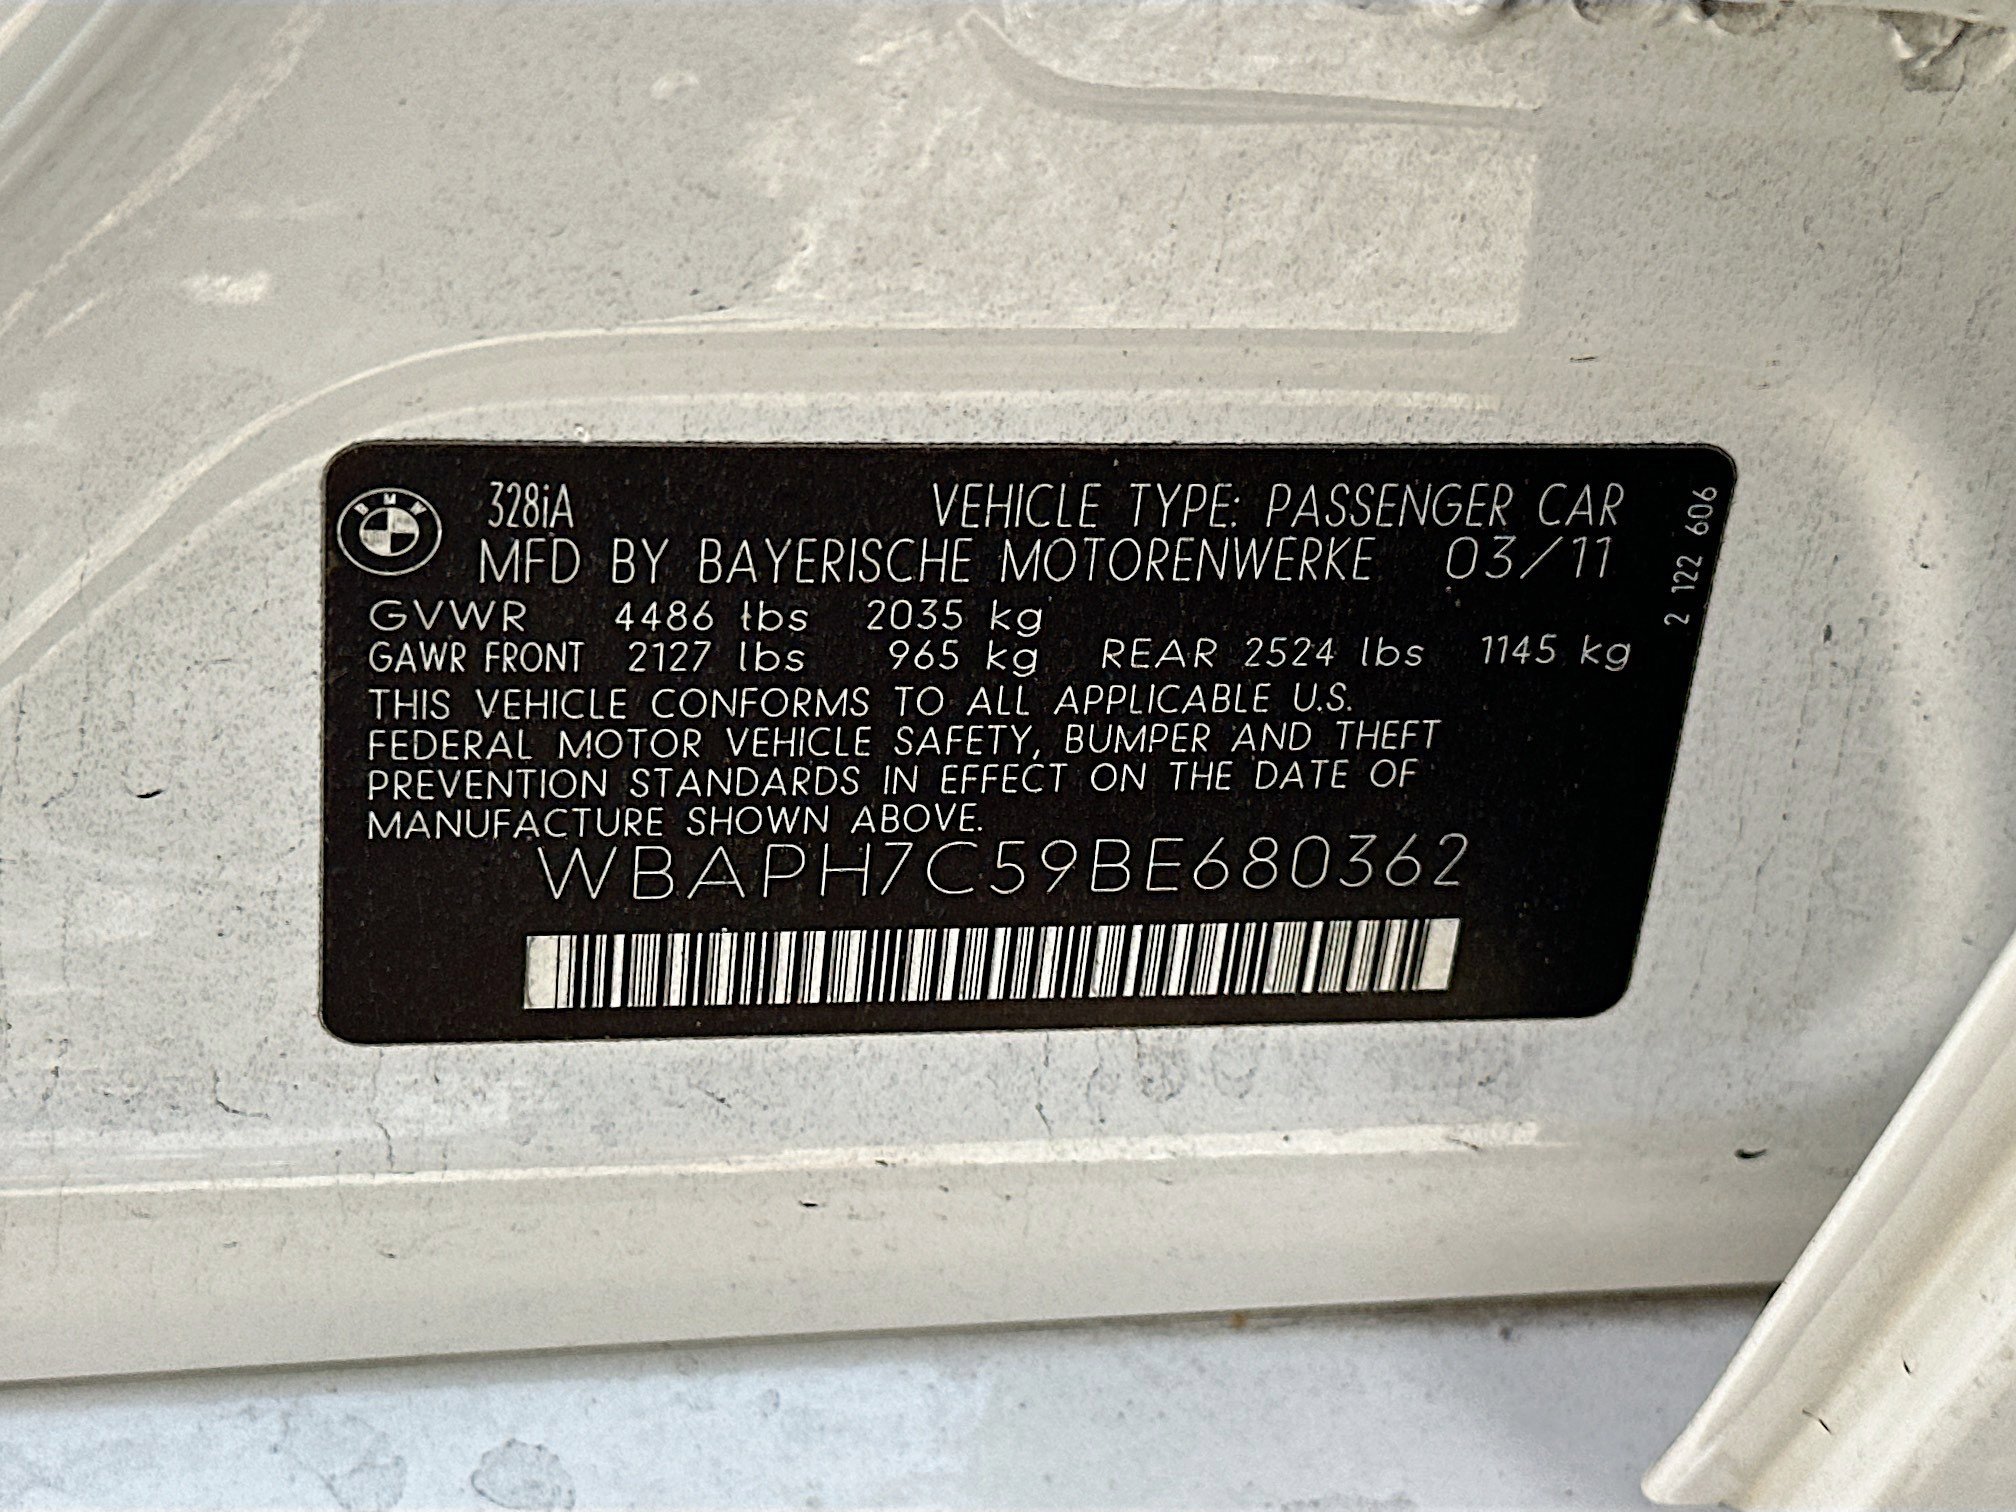 BMW
328iA VEHICLE TYPE: PASSENGER CAR
MFD BY BAYERISCHE MOTORENWERKE 03/11
GVWR 4486 lbs 2035 kg
GAWR FRONT 2127 lbs 965 kg REAR 2524 lbs 1145 kg
THIS VEHICLE CONFORMS TO ALL APPLICABLE U.S.
FEDERAL MOTOR VEHICLE SAFETY, BUMPER AND THEFT
PREVENTION STANDARDS IN EFFECT ON THE DATE OF
MANUFACTURE SHOWN ABOVE.
WBAPH7C59BE680362
2 122 606